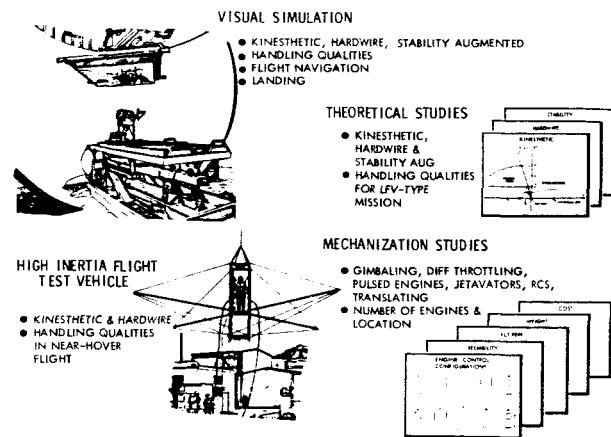 VISUAL SIMULATION
● KINESTHETIC, HARDWIRE, STABILITY AUGMENTED
● HANDLING QUALITIES
● FLIGHT NAVIGATION
● LANDING
THEORETICAL STUDIES
● KINESTHETIC,
HARDWIRE &
STABILITY AUG
● HANDLING QUALITIES
FOR LFV-TYPE
MISSION
STABILITY
HARDWIRE
KINESTHETIC
HIGH INERTIA FLIGHT
TEST VEHICLE
● KINESTHETIC & HARDWIRE
● HANDLING QUALITIES
IN NEAR-HOVER
FLIGHT
MECHANIZATION STUDIES
● GIMBALING, DIFF THROTTLING,
PULSED ENGINES, JETAVATORS, RCS,
TRANSLATING
● NUMBER OF ENGINES &
LOCATION
COST
WEIGHT
FLT PERF
RELIABILITY
ENGINE CONTROL
CONFIGURATIONS